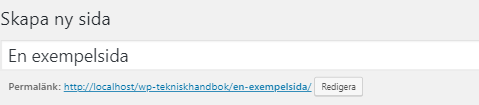 Skapa ny sida
En exempelsida
Permalänk: http://localhost/wp-tekniskhandbok/en-exempelsida/ Redigera